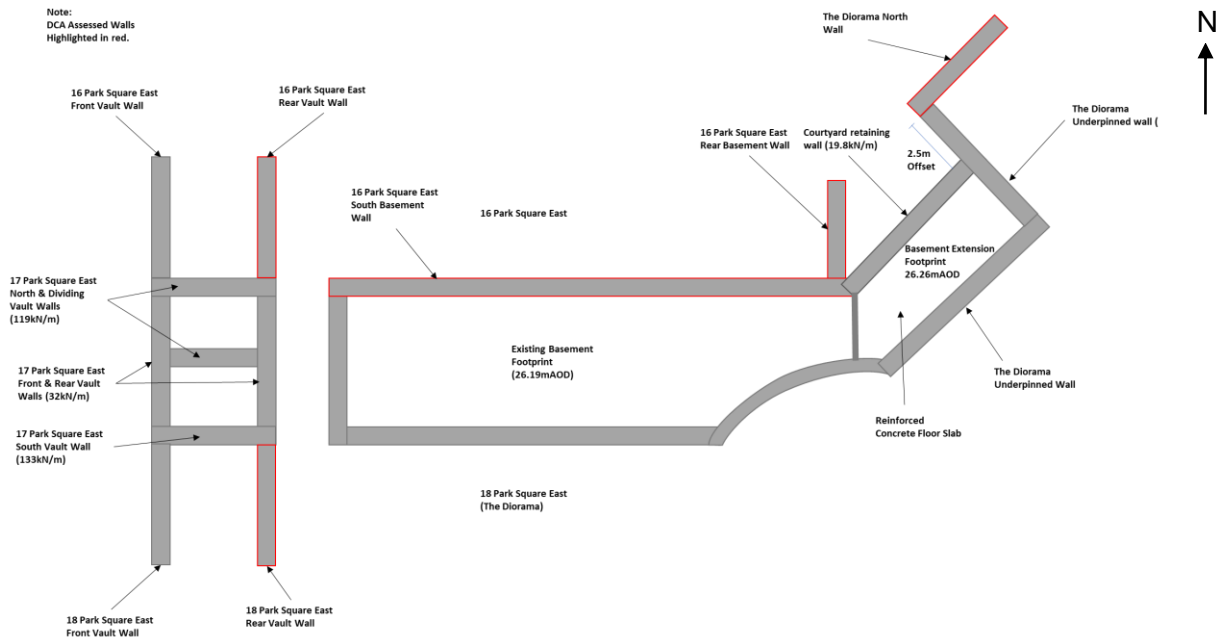 Note:
DCA Assessed Walls
Highlighted in red.
N
The Diorama North
Wall
16 Park Square East
Front Vault Wall
16 Park Square East
Rear Vault Wall
16 Park Square East
Rear Basement Wall
Courtyard retaining
wall (19.8kN/m)
2.5m
Offset
The Diorama
Underpinned wall (
16 Park Square East
South Basement
Wall
16 Park Square East
Basement Extension
Footprint
26.26mAOD
17 Park Square East
North & Dividing
Vault Walls
(119kN/m)
Existing Basement
Footprint
(26.19mAOD)
17 Park Square East
Front & Rear Vault
Walls (32kN/m)
The Diorama
Underpinned Wall
17 Park Square East
South Vault Wall
(133kN/m)
Reinforced
Concrete Floor Slab
18 Park Square East
(The Diorama)
18 Park Square East
Front Vault Wall
18 Park Square East
Rear Vault Wall